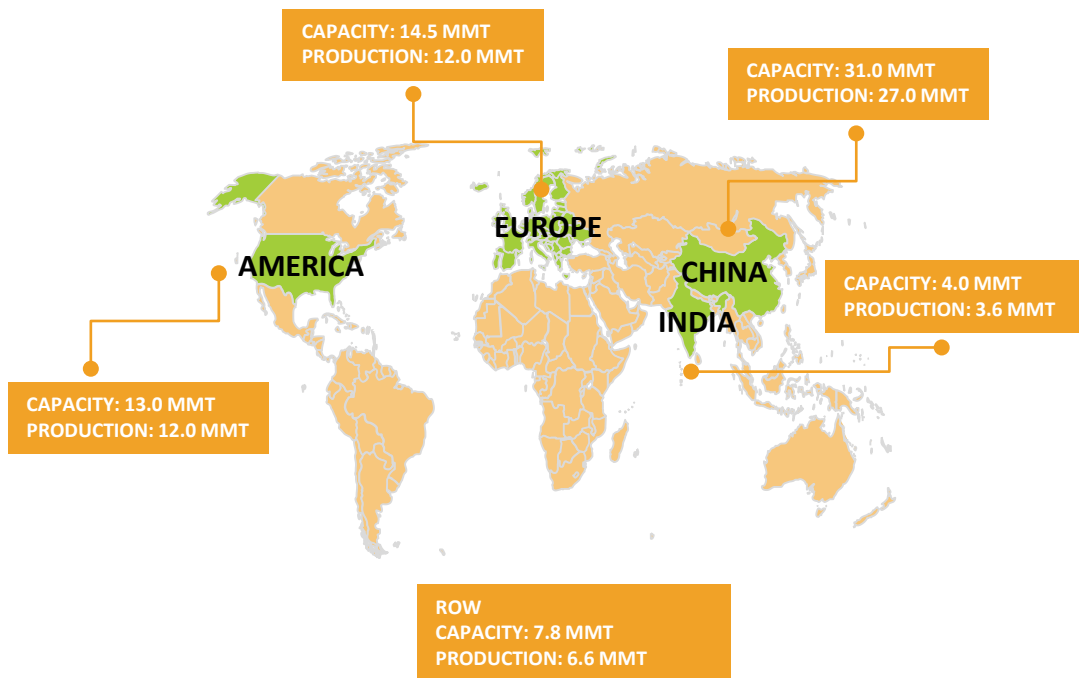 CAPACITY: 14.5 MMT
PRODUCTION: 12.0 MMT
CAPACITY: 31.0 MMT
PRODUCTION: 27.0 MMT
EUROPE
AMERICA
CHINA
CAPACITY: 4.0 MMT
PRODUCTION: 3.6 MMT
INDIA
CAPACITY: 13.0 MMT
PRODUCTION: 12.0 MMT
ROW
CAPACITY: 7.8 MMT
PRODUCTION: 6.6 MMT